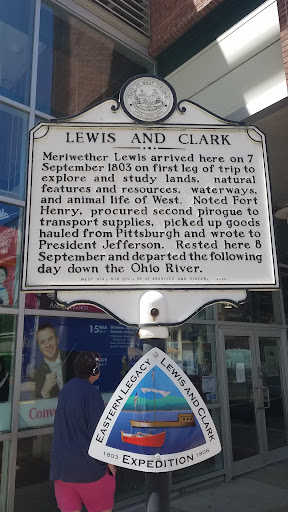 LEWIS AND CLARK
Meriwether Lewis arrived here on 7
September 1803 on first leg of trip to
explore and study lands, natural
features and resources, waterways,
and animal life of West. Noted Fort
Henry, procured second pirogue to
transport supplies, picked up goods
hauled from Pittsburgh and wrote to
President Jefferson. Rested here 8
September and departed the following
day down the Ohio River.
EASTERN LEGACY
LEWIS AND CLARK
1803 EXPEDITION 1806